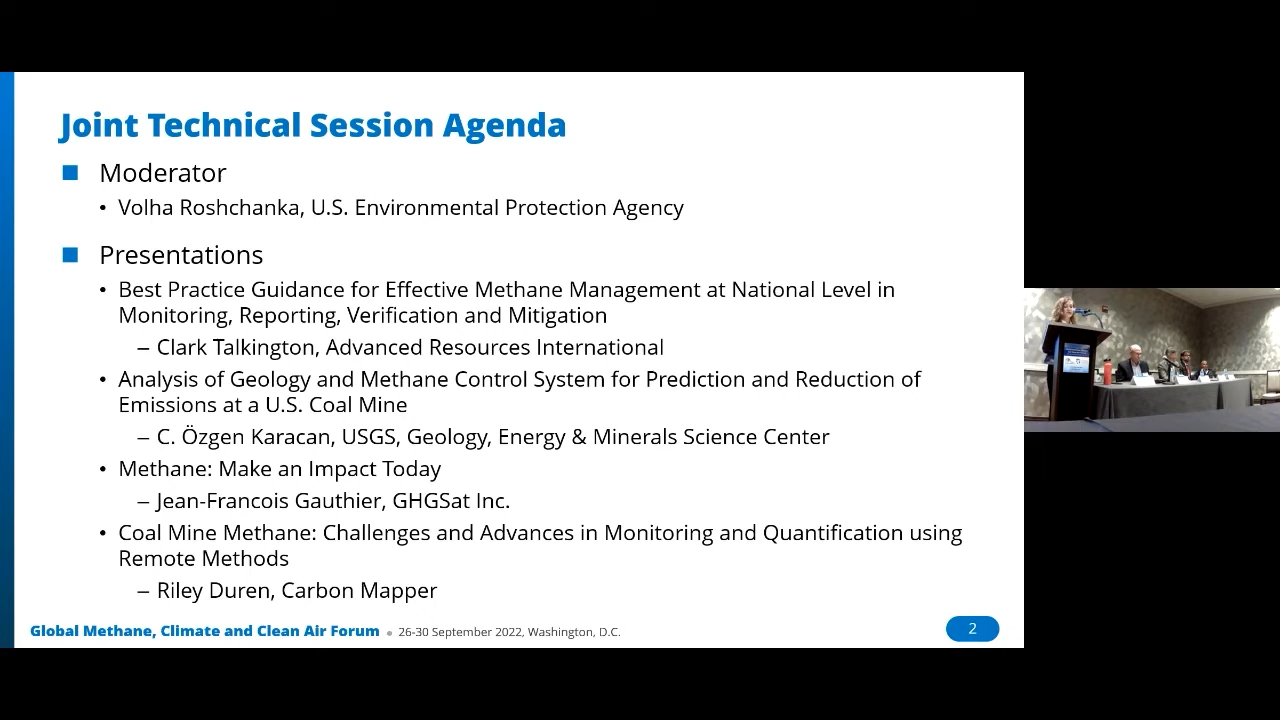 Joint Technical Session Agenda
Moderator
• Volha Roshchanka, U.S. Environmental Protection Agency
Presentations
• Best Practice Guidance for Effective Methane Management at National Level in
Monitoring, Reporting, Verification and Mitigation
– Clark Talkington, Advanced Resources International
• Analysis of Geology and Methane Control System for Prediction and Reduction of
Emissions at a U.S. Coal Mine
– C. Özgen Karacan, USGS, Geology, Energy & Minerals Science Center
• Methane: Make an Impact Today
– Jean-Francois Gauthier, GHGSat Inc.
• Coal Mine Methane: Challenges and Advances in Monitoring and Quantification using
Remote Methods
– Riley Duren, Carbon Mapper
Global Methane, Climate and Clean Air Forum • 26-30 September 2022, Washington, D.C.
2